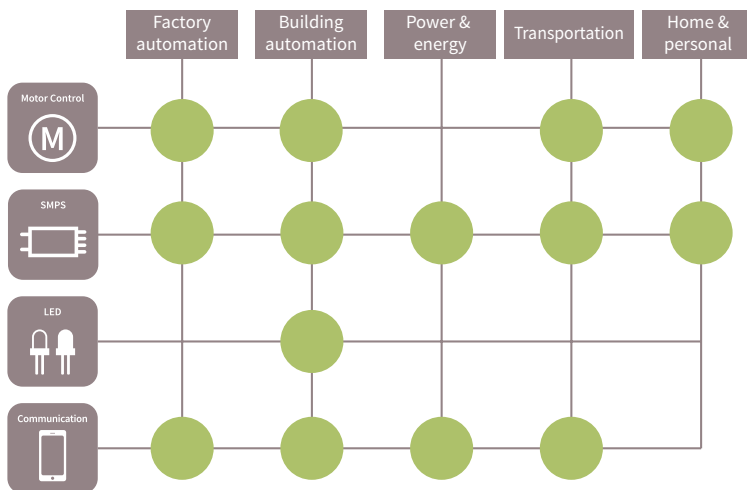 Factory
automation
Building
automation
Power &
energy
Transportation
Home &
personal
Motor Control
M
SMPS
LED
Communication